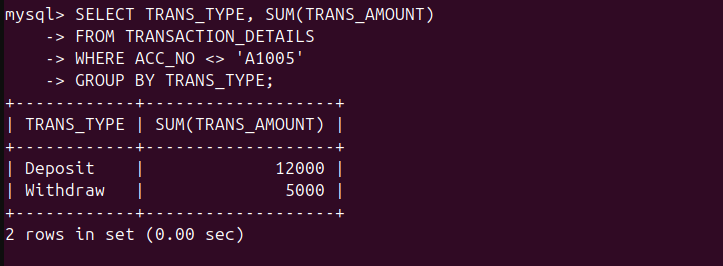 mysql> SELECT TRANS_TYPE, SUM(TRANS_AMOUNT)
    -> FROM TRANSACTION_DETAILS
    -> WHERE ACC_NO <> 'A1005'
    -> GROUP BY TRANS_TYPE;
+------------+-------------------+
| TRANS_TYPE | SUM(TRANS_AMOUNT) |
+------------+-------------------+
| Deposit    |             12000 |
| Withdraw   |              5000 |
+------------+-------------------+
2 rows in set (0.00 sec)